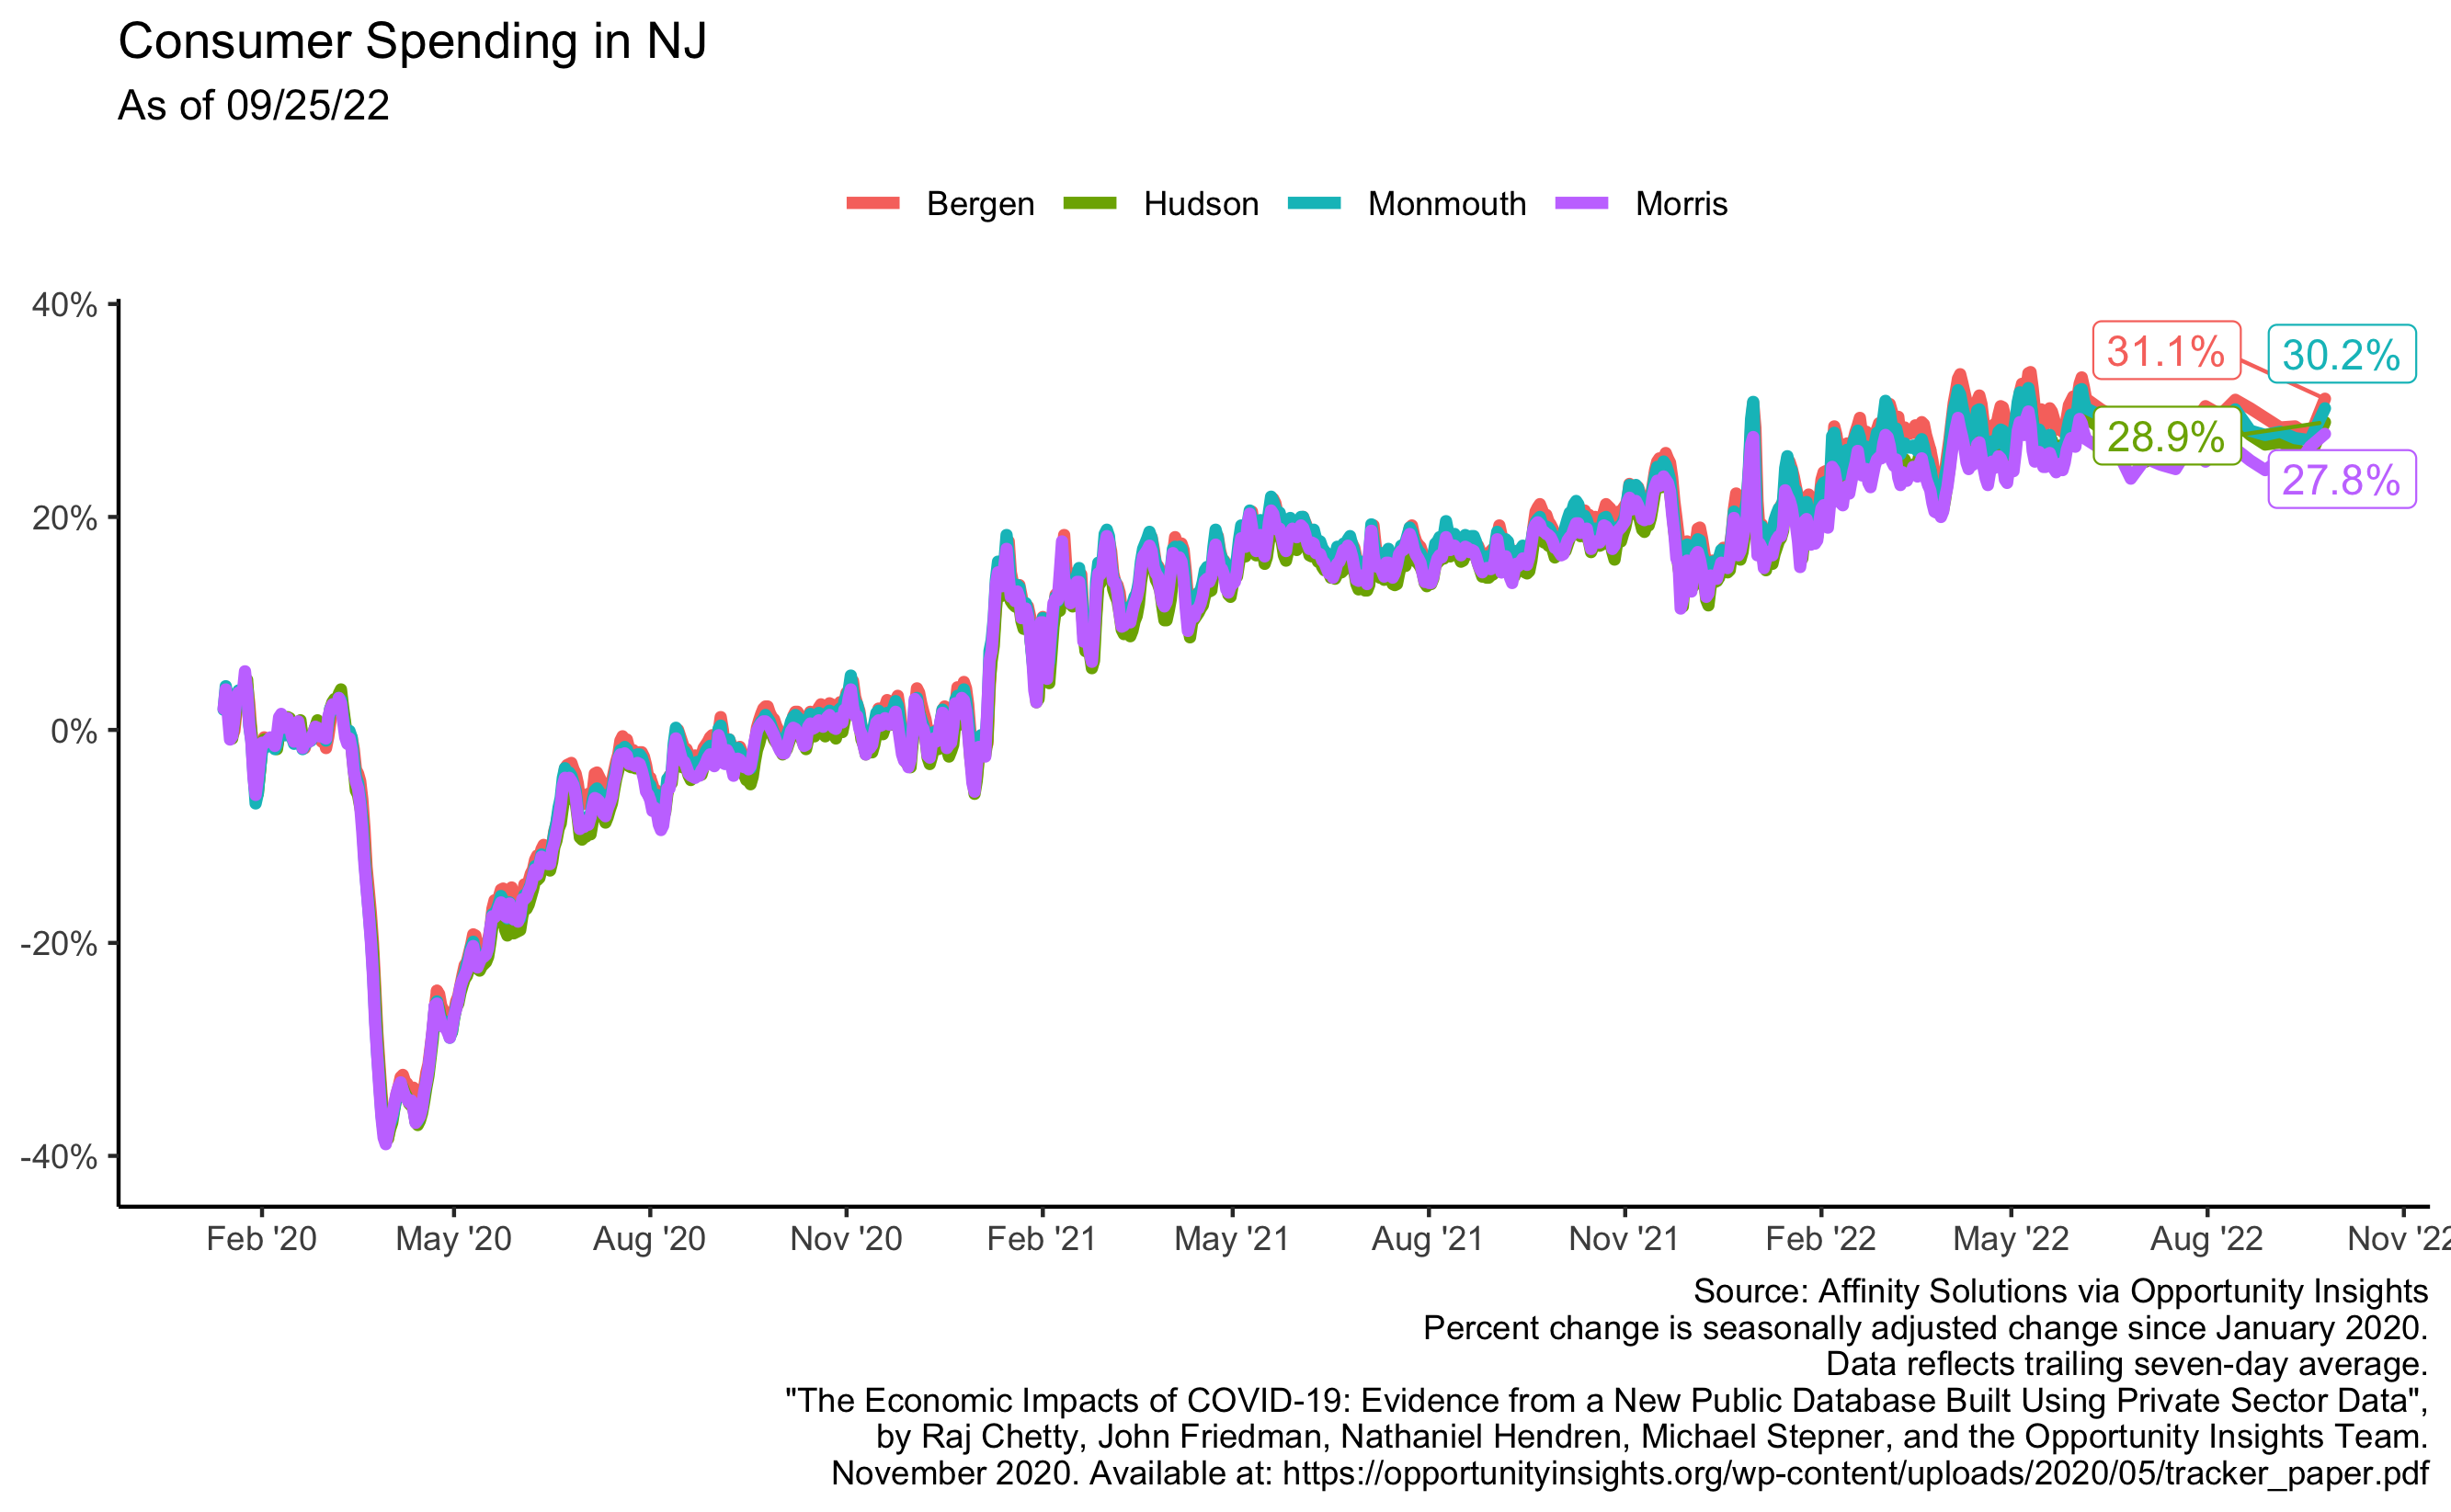 Consumer Spending in NJ
As of 09/25/22
Bergen Hudson Monmouth Morris
40%
20%
0%
-20%
-40%
31.1%
30.2%
28.9%
27.8%
Feb '20 May '20 Aug '20 Nov '20 Feb '21 May '21 Aug '21 Nov '21 Feb '22 May '22 Aug '22 Nov '22
Source: Affinity Solutions via Opportunity Insights
Percent change is seasonally adjusted change since January 2020.
Data reflects trailing seven-day average.
"The Economic Impacts of COVID-19: Evidence from a New Public Database Built Using Private Sector Data",
by Raj Chetty, John Friedman, Nathaniel Hendren, Michael Stepner, and the Opportunity Insights Team.
November 2020. Available at: https://opportunityinsights.org/wp-content/uploads/2020/05/tracker_paper.pdf